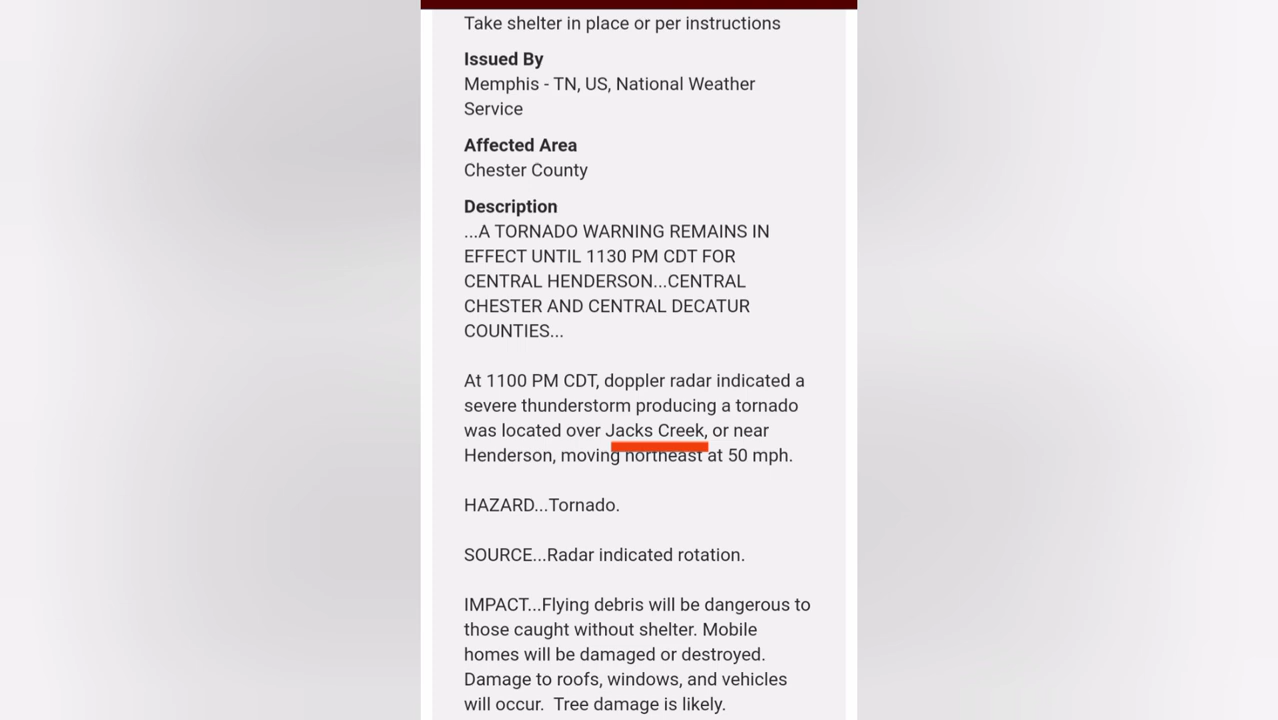 Take shelter in place or per instructions
Issued By
Memphis - TN, US, National Weather
Service
Affected Area
Chester County
Description
...A TORNADO WARNING REMAINS IN
EFFECT UNTIL 1130 PM CDT FOR
CENTRAL HENDERSON...CENTRAL
CHESTER AND CENTRAL DECATUR
COUNTIES...
At 1100 PM CDT, doppler radar indicated a
severe thunderstorm producing a tornado
was located over Jacks Creek, or near
Henderson, moving northeast at 50 mph.
HAZARD...Tornado.
SOURCE...Radar indicated rotation.
IMPACT...Flying debris will be dangerous to
those caught without shelter. Mobile
homes will be damaged or destroyed.
Damage to roofs, windows, and vehicles
will occur.  Tree damage is likely.